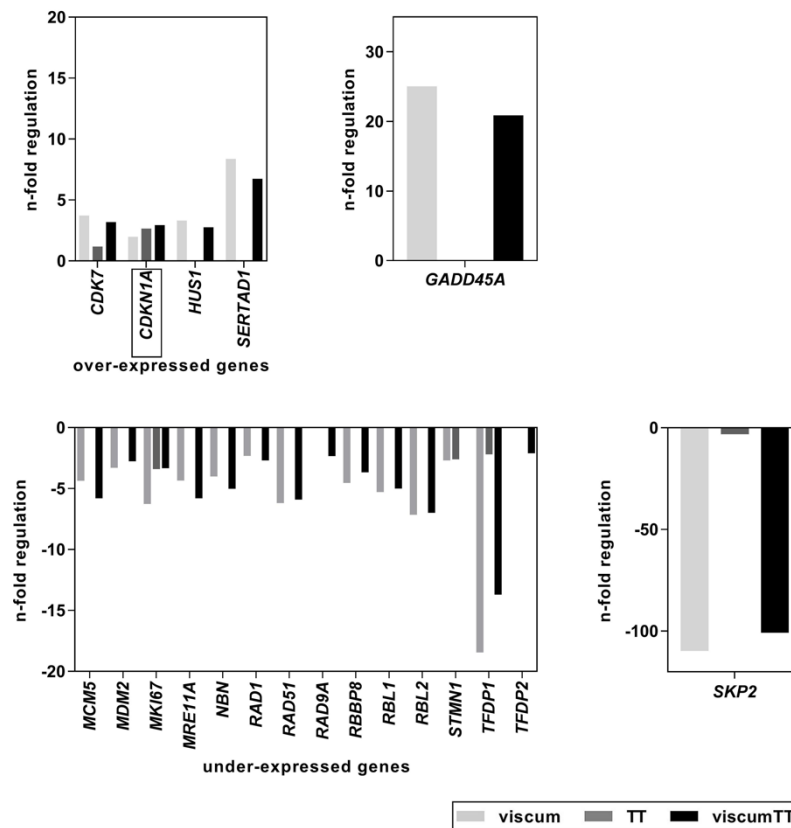 n-fold regulation
20
15
10
5
0
CDK7
CDKN1A
HUS1
SERTAD1
over-expressed genes
n-fold regulation
30
20
10
0
GADD45A
n-fold regulation
0
-5
-10
-15
-20
MCM5
MDM2
MKI67
MRE11A
NBN
RAD1
RAD51
RAD9A
RBBP8
RBL1
RBL2
STMN1
TFDP1
TFDP2
under-expressed genes
n-fold regulation
0
-50
-100
SKP2
viscum TT viscumTT